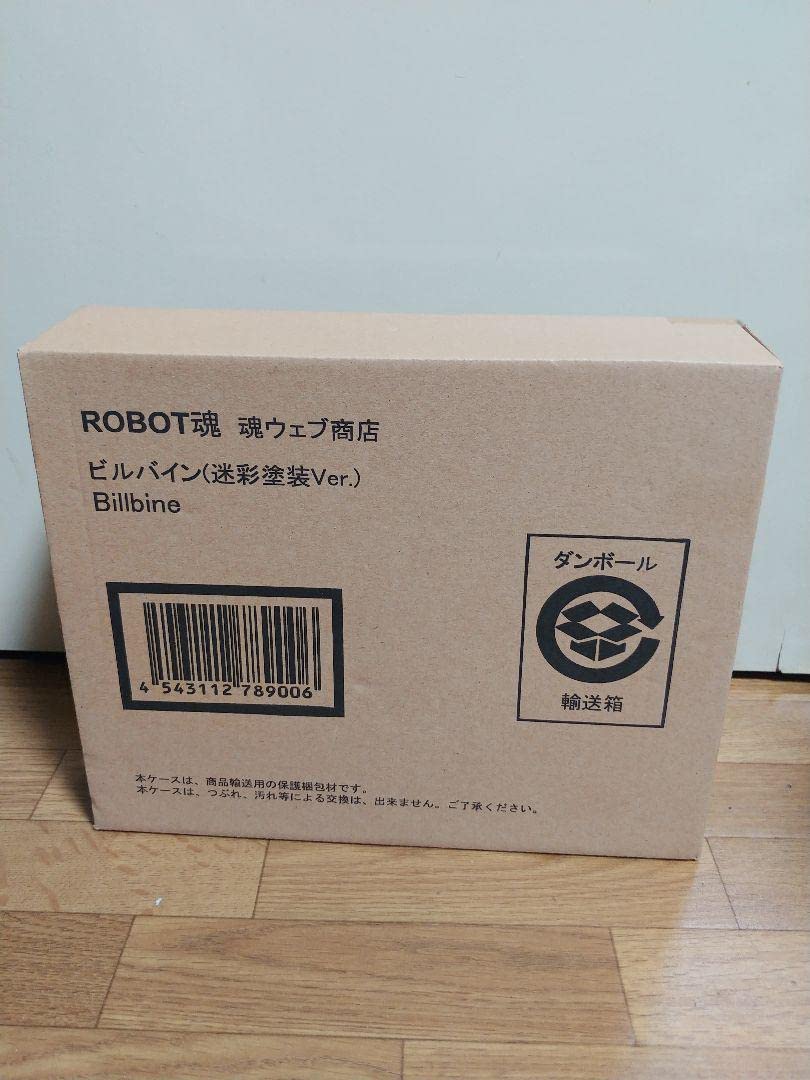 ROBOT魂 魂ウェブ商店
ビルバイン(迷彩塗装Ver.)
Billbine
ダンボール
輸送箱
4 543112 789006
本ケースは、商品輸送用の保護梱包材です。
本ケースは、つぶれ、汚れ等による交換は、出来ません。ご了承ください。